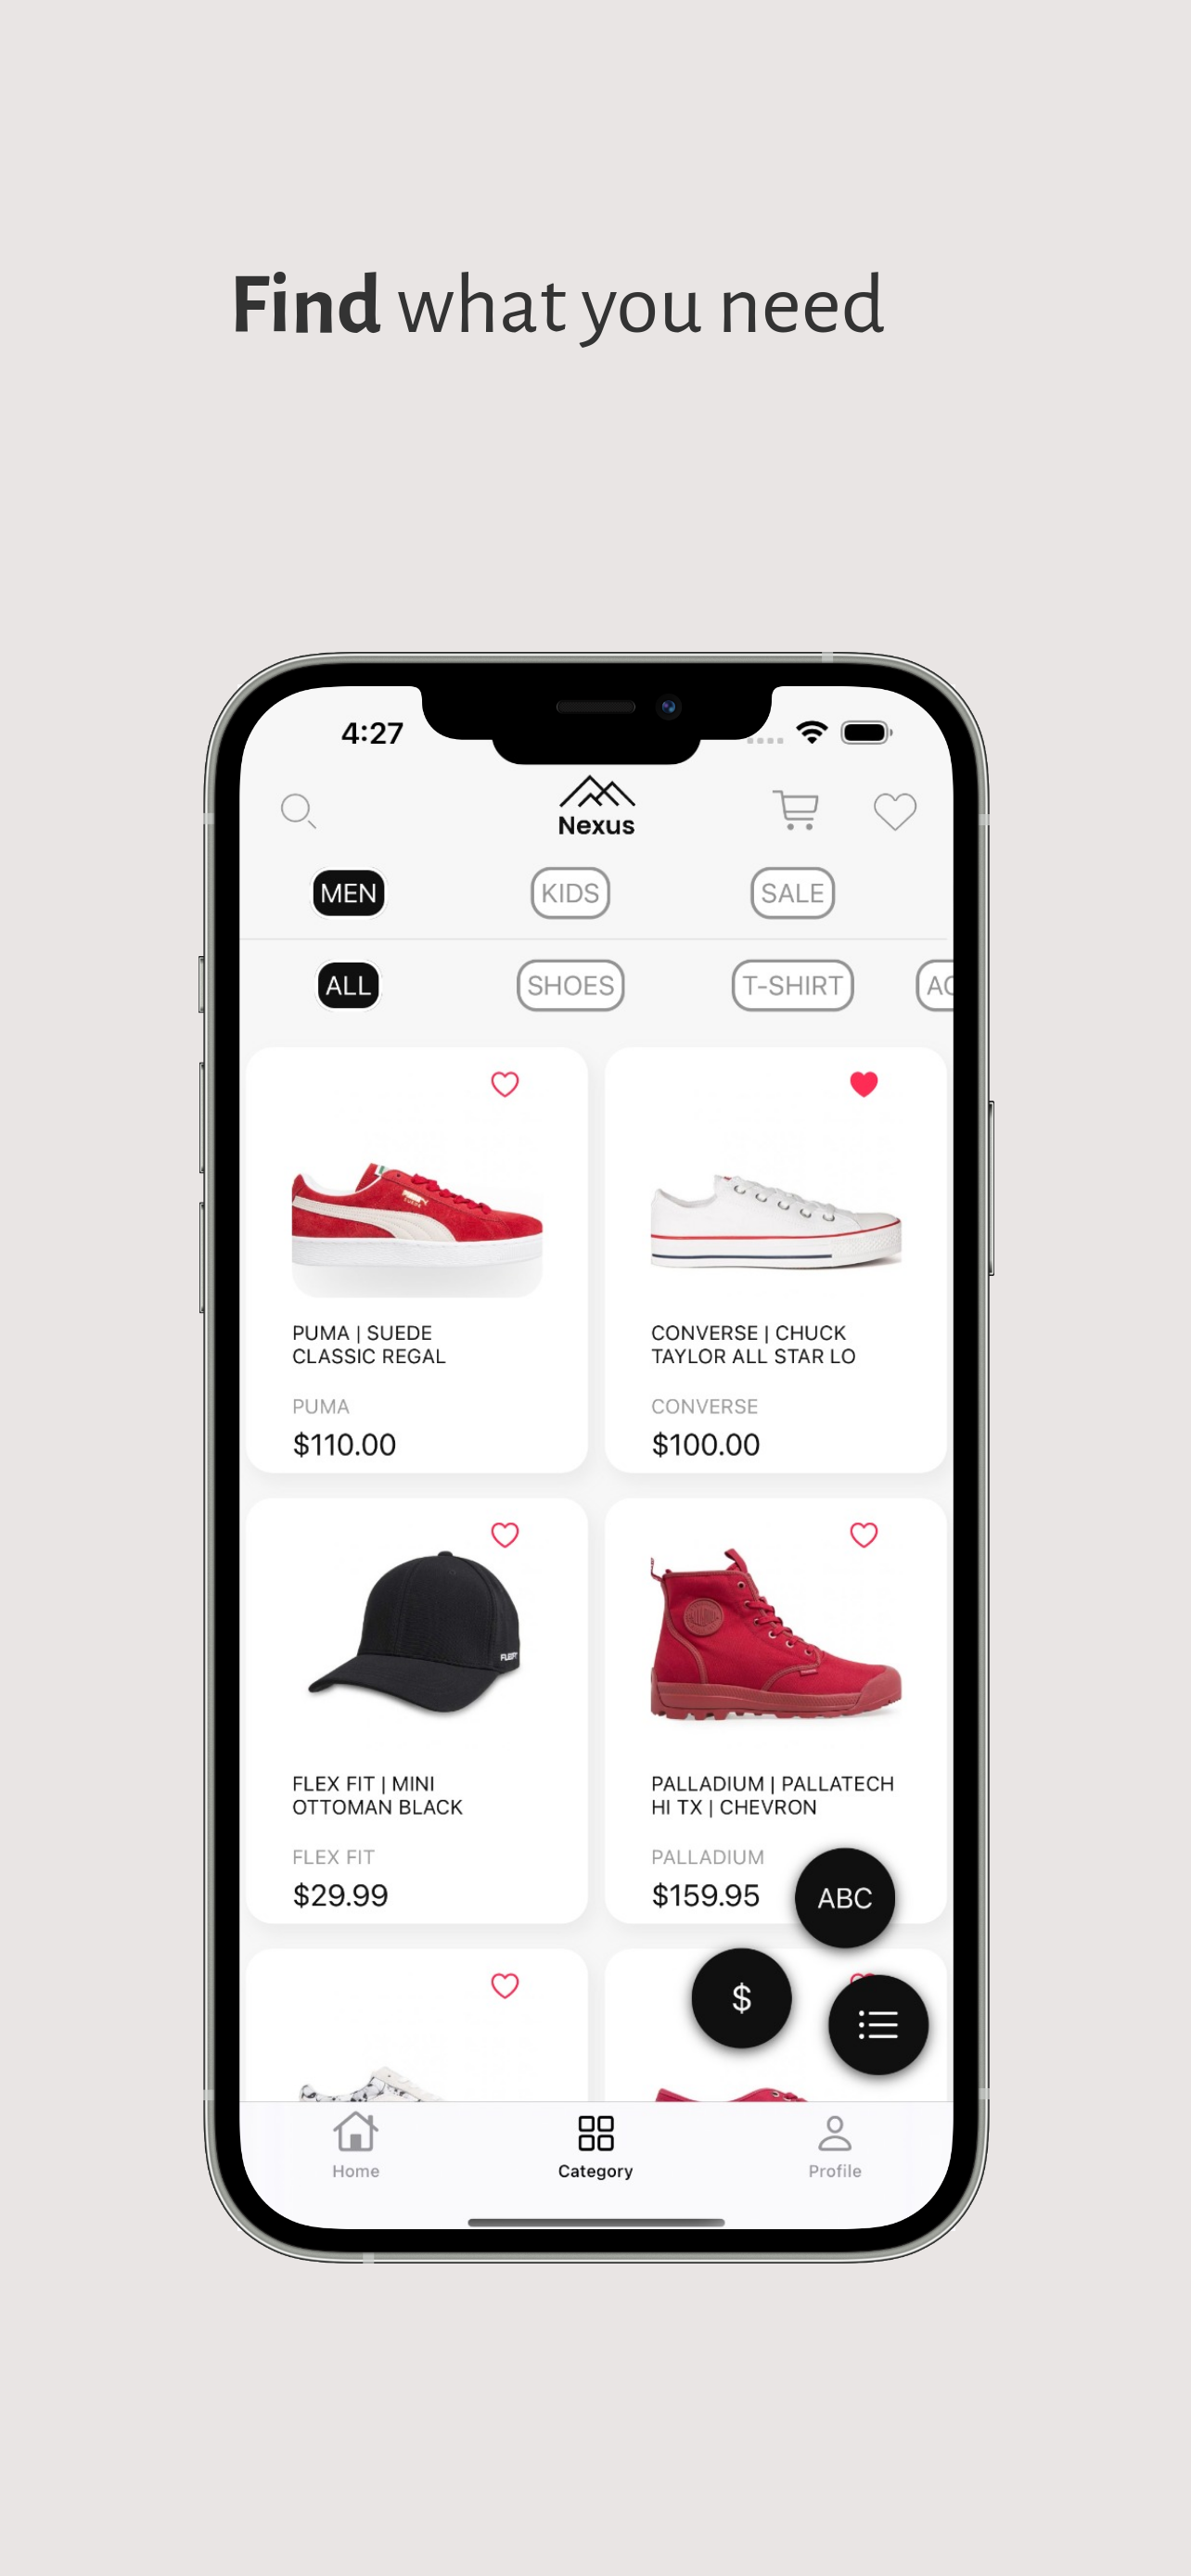 Find what you need
4:27
Nexus
MEN KIDS SALE
ALL SHOES T-SHIRT
PUMA | SUEDE
CLASSIC REGAL
PUMA
$110.00
CONVERSE | CHUCK
TAYLOR ALL STAR LO
CONVERSE
$100.00
FLEX FIT | MINI
OTTOMAN BLACK
FLEX FIT
$29.99
PALLADIUM | PALLATECH
HI TX | CHEVRON
PALLADIUM
$159.95
ABC
$
Home Category Profile